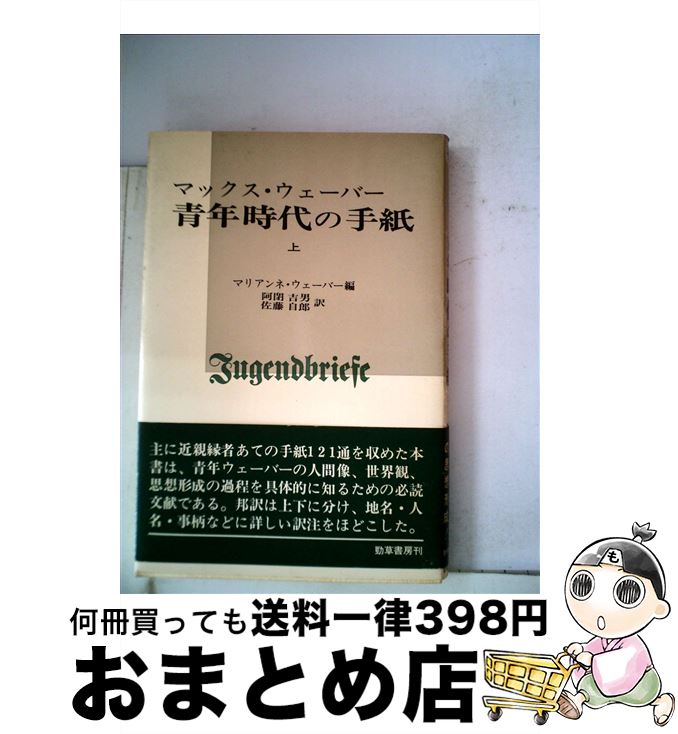 マックス・ウェーバー
青年時代の手紙
上
マリアンネ・ウェーバー編
阿閉 吉男
佐藤 自郎 訳
Jugendbriefe
主に近親縁者あての手紙121通を収めた本
書は、青年ウェーバーの人間像、世界観、
思想形成の過程を具体的に知るための必読
文献である。邦訳は上下に分け、地名・人
名・事柄などに詳しい訳注をほどこした。
勁草書房刊
も
何冊買っても送料一律398円
おまとめ店